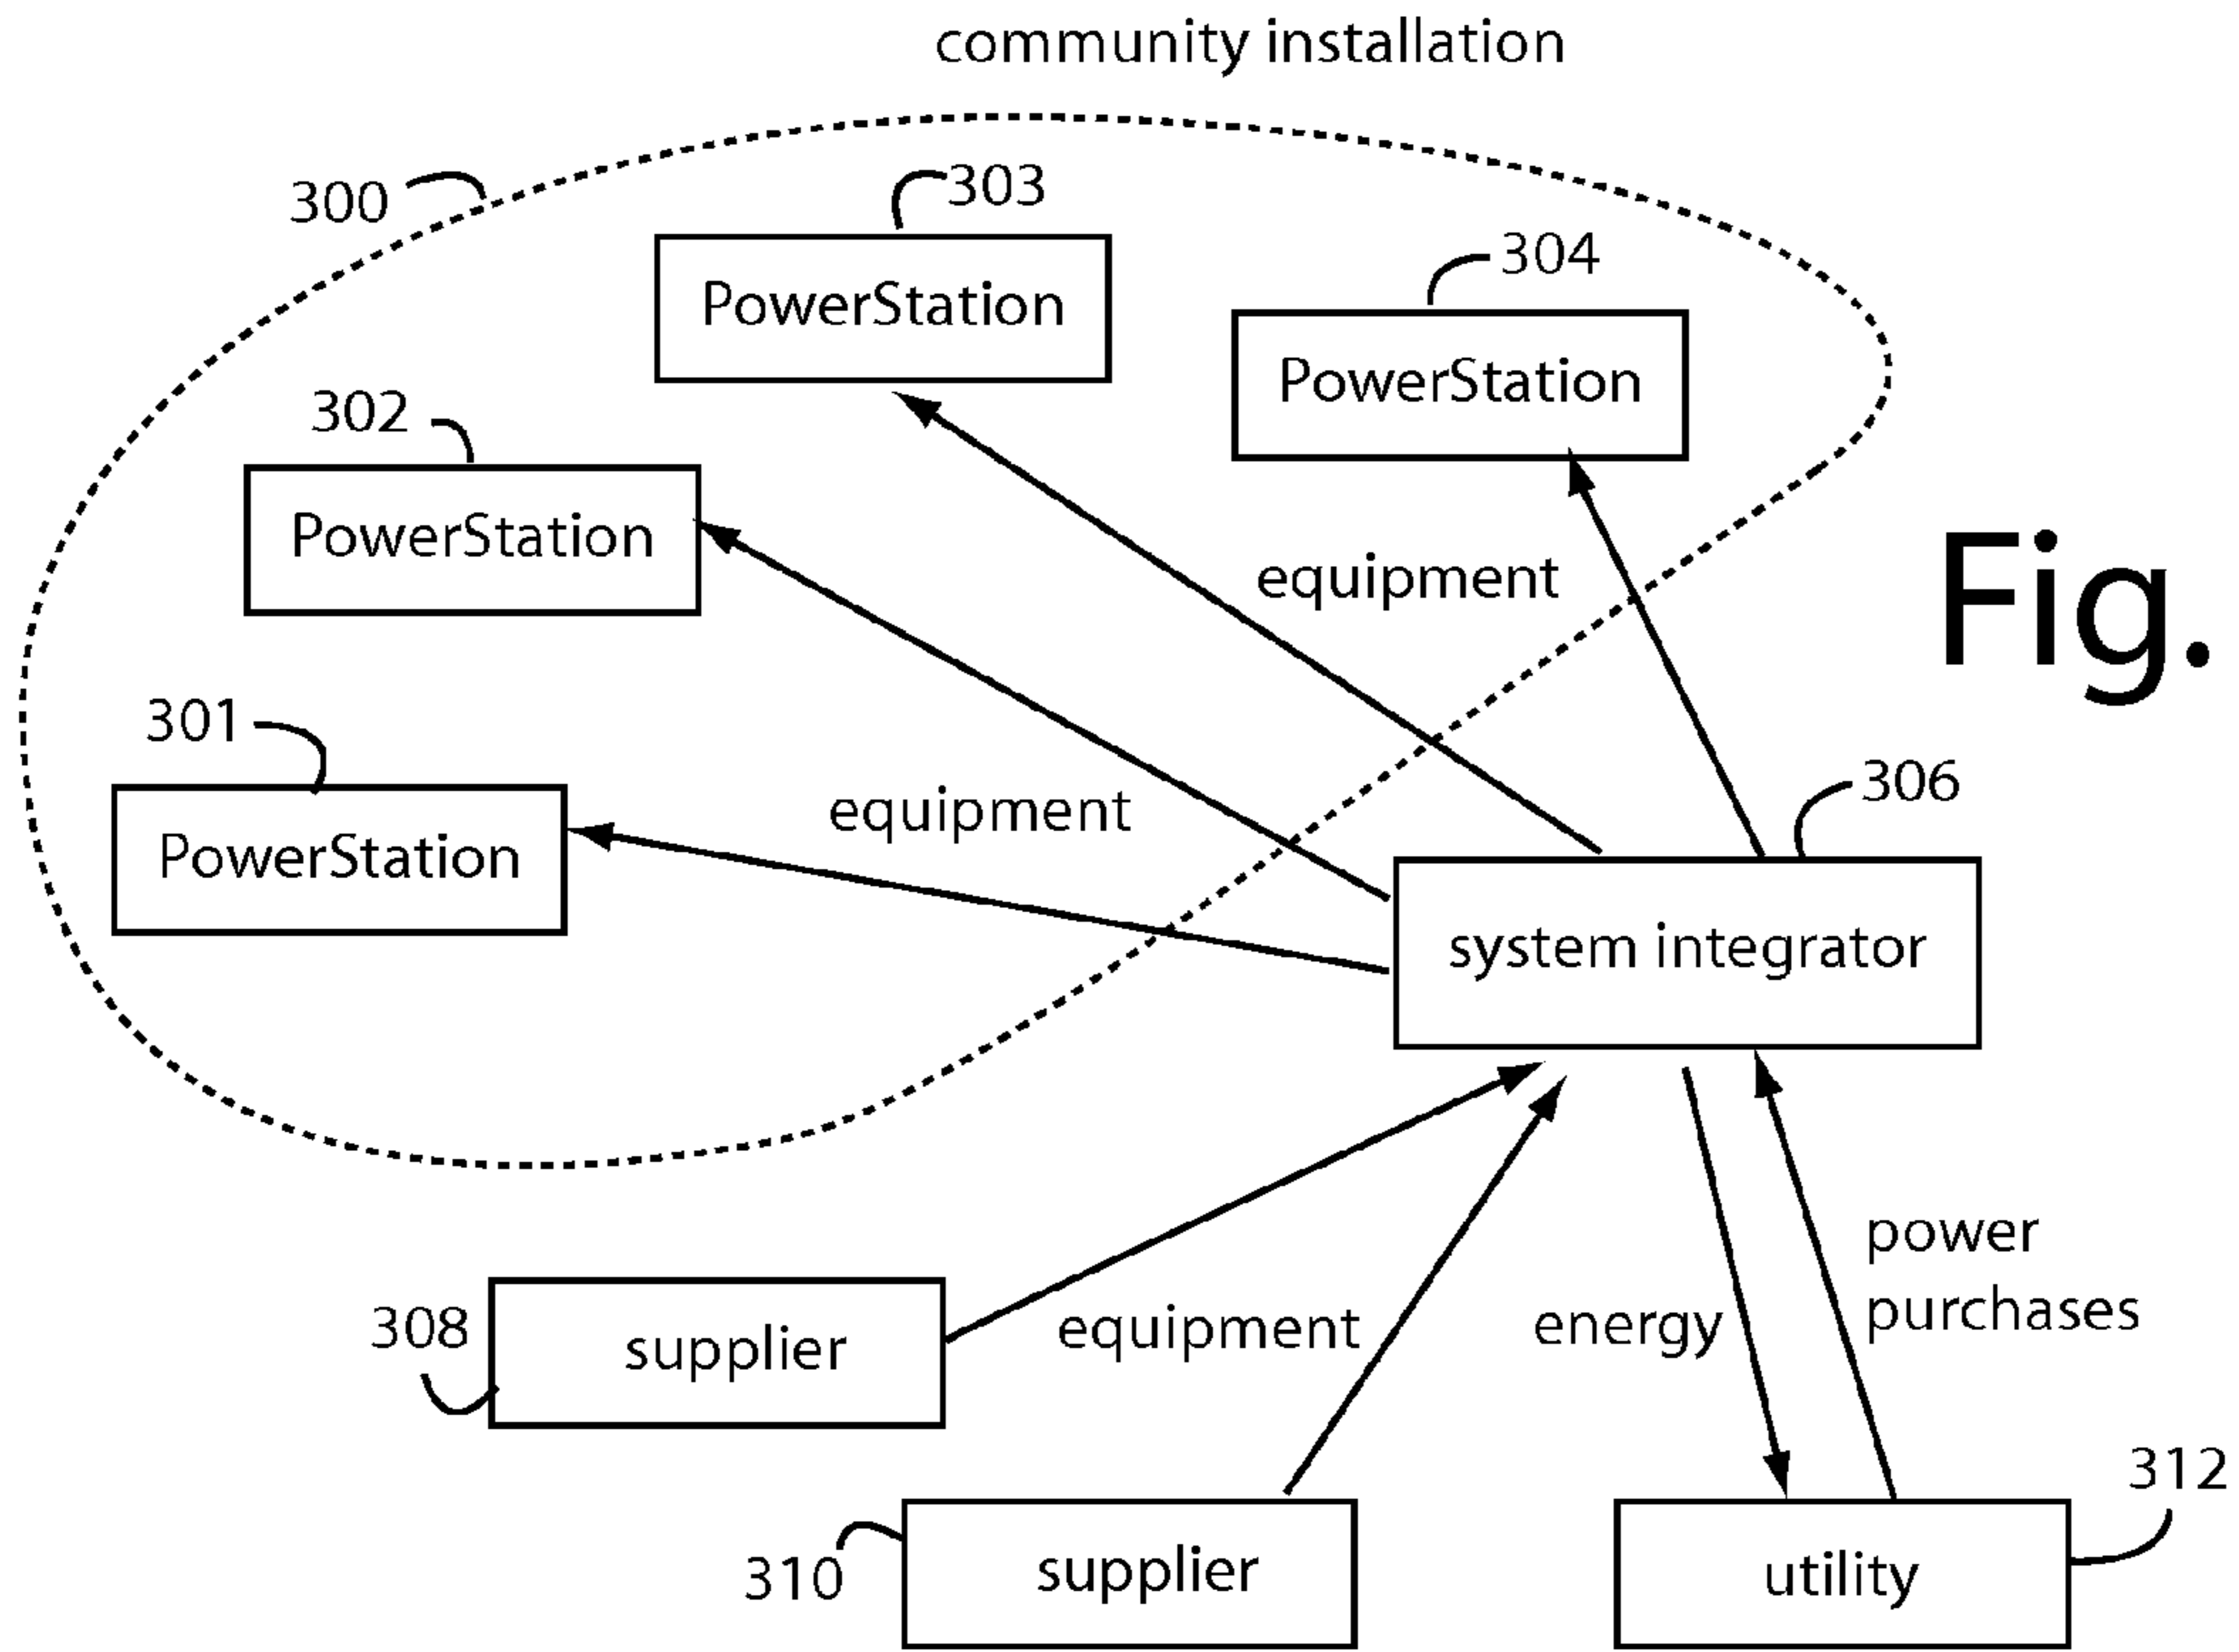 community installation
300
303
PowerStation
304
PowerStation
302
PowerStation
equipment
Fig.
301
PowerStation
equipment
306
system integrator
308
supplier
equipment
energy
power
purchases
310
supplier
312
utility